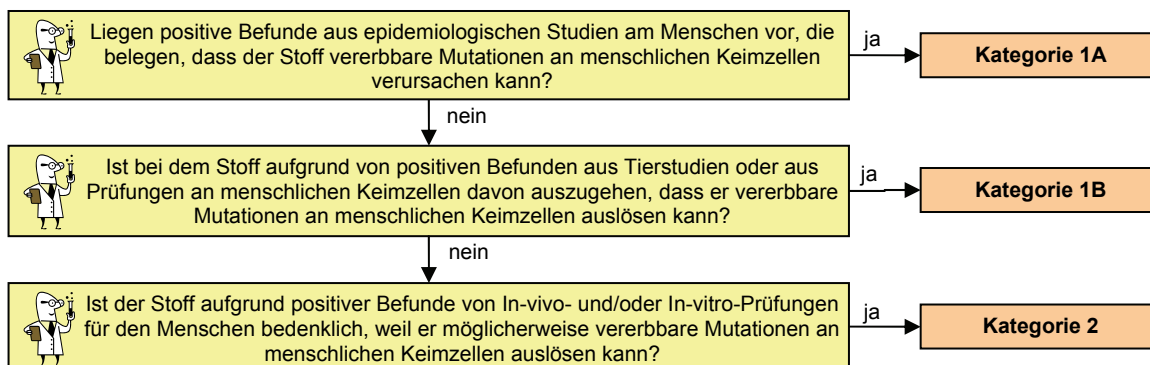 Liegen positive Befunde aus epidemiologischen Studien am Menschen vor, die
belegen, dass der Stoff vererbbare Mutationen an menschlichen Keimzellen
verursachen kann?
ja
Kategorie 1A
nein
Ist bei dem Stoff aufgrund von positiven Befunden aus Tierstudien oder aus
Prüfungen an menschlichen Keimzellen davon auszugehen, dass er vererbbare
Mutationen an menschlichen Keimzellen auslösen kann?
ja
Kategorie 1B
nein
Ist der Stoff aufgrund positiver Befunde von In-vivo- und/oder In-vitro-Prüfungen
für den Menschen bedenklich, weil er möglicherweise vererbbare Mutationen an
menschlichen Keimzellen auslösen kann?
ja
Kategorie 2